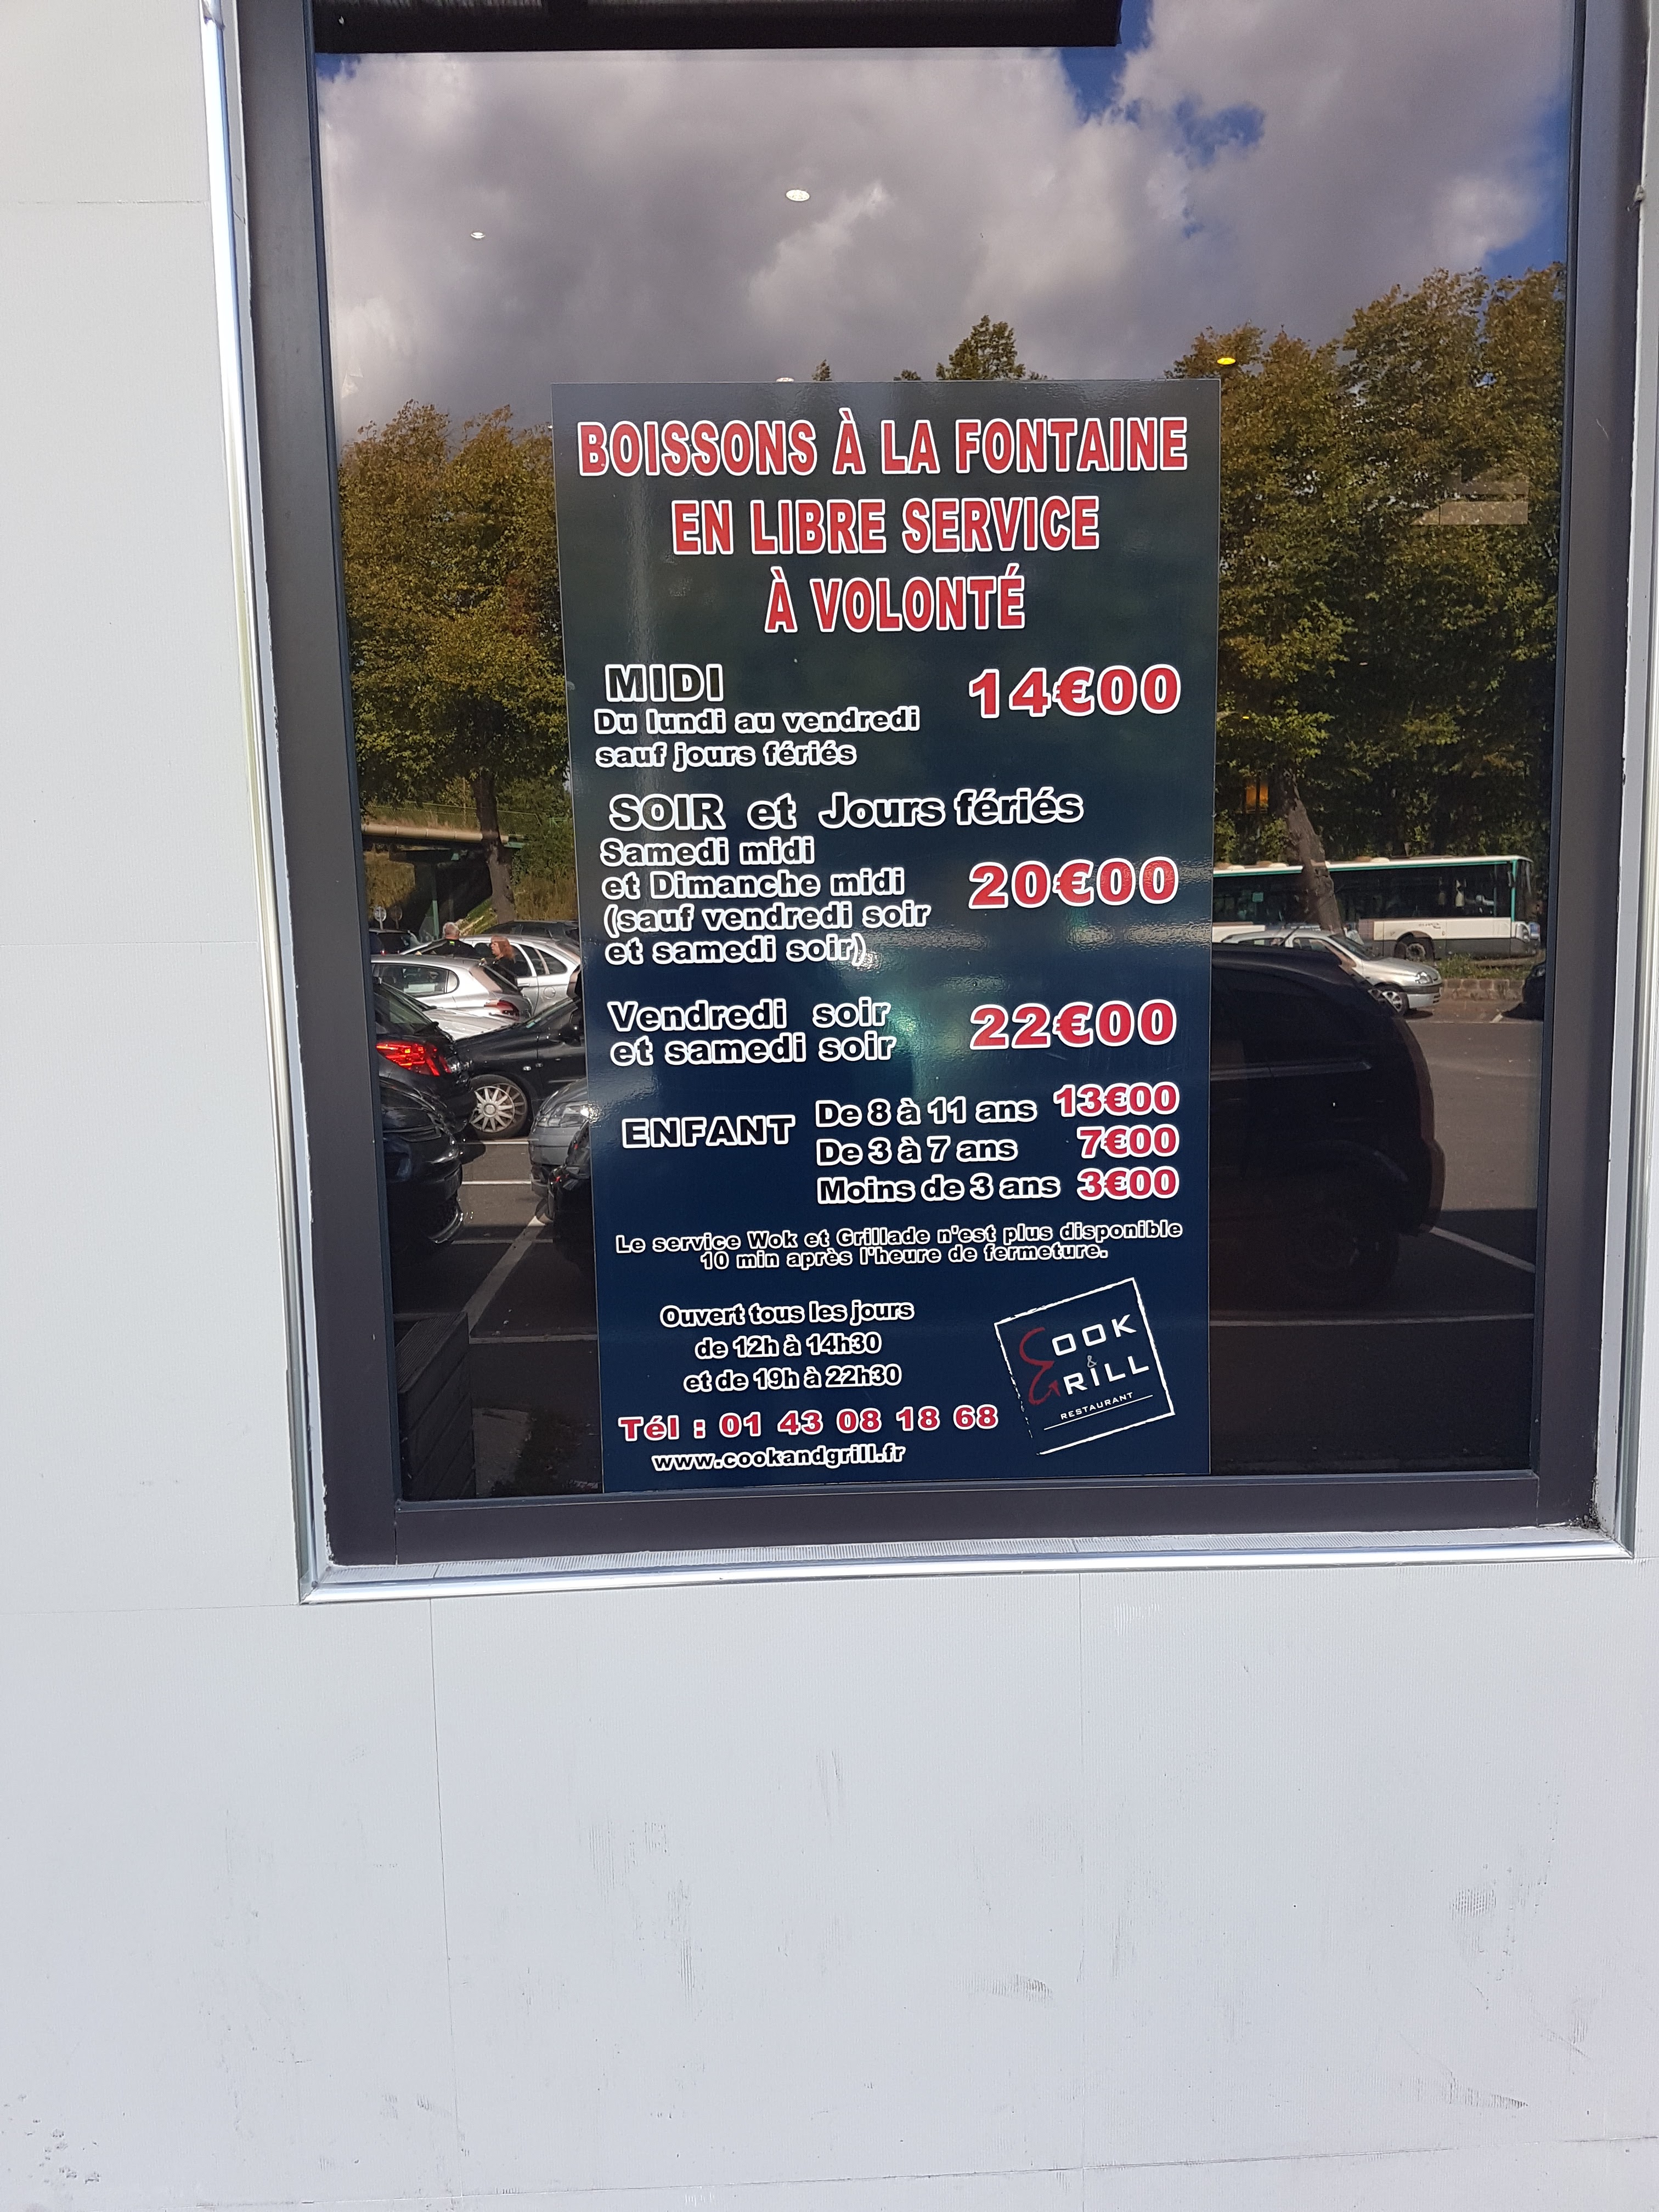 BOISSONS À LA FONTAINE
EN LIBRE SERVICE
À VOLONTÉ
MIDI 14€00
Du lundi au vendredi
sauf jours fériés
SOIR et Jours fériés
Samedi midi
et Dimanche midi 20€00
(sauf vendredi soir
et samedi soir)
Vendredi soir 22€00
et samedi soir
ENFANT De 8 à 11 ans 13€00
De 3 à 7 ans 7€00
Moins de 3 ans 3€00
Le service Wok et Grillade n'est plus disponible
10 min après l'heure de fermeture.
Ouvert tous les jours
de 12h à 14h30
et de 19h à 22h30
Tél : 01 43 08 18 68
www.cookandgrill.fr
COOK
&
GRILL
RESTAURANT